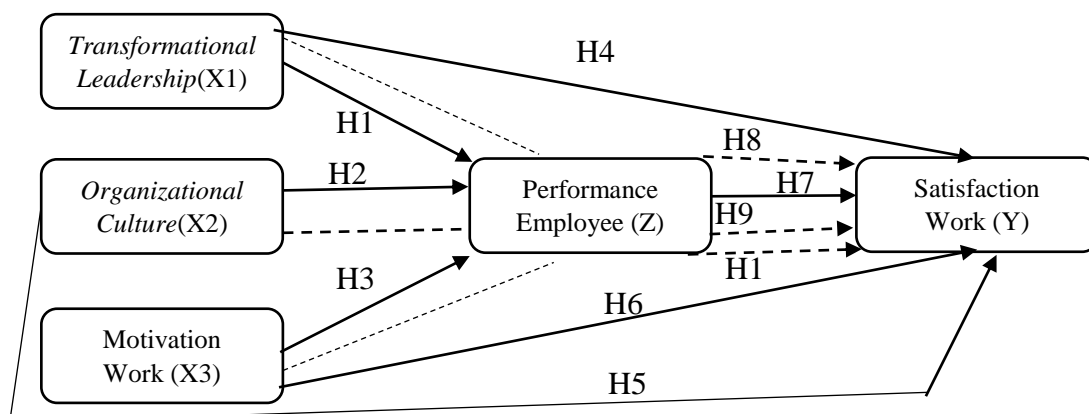 Transformational
Leadership(X1)
H4
H1
H8
Organizational
Culture(X2)
H2
Performance
Employee (Z)
H7
H9
Satisfaction
Work (Y)
H3
H1
H6
Motivation
Work (X3)
H5